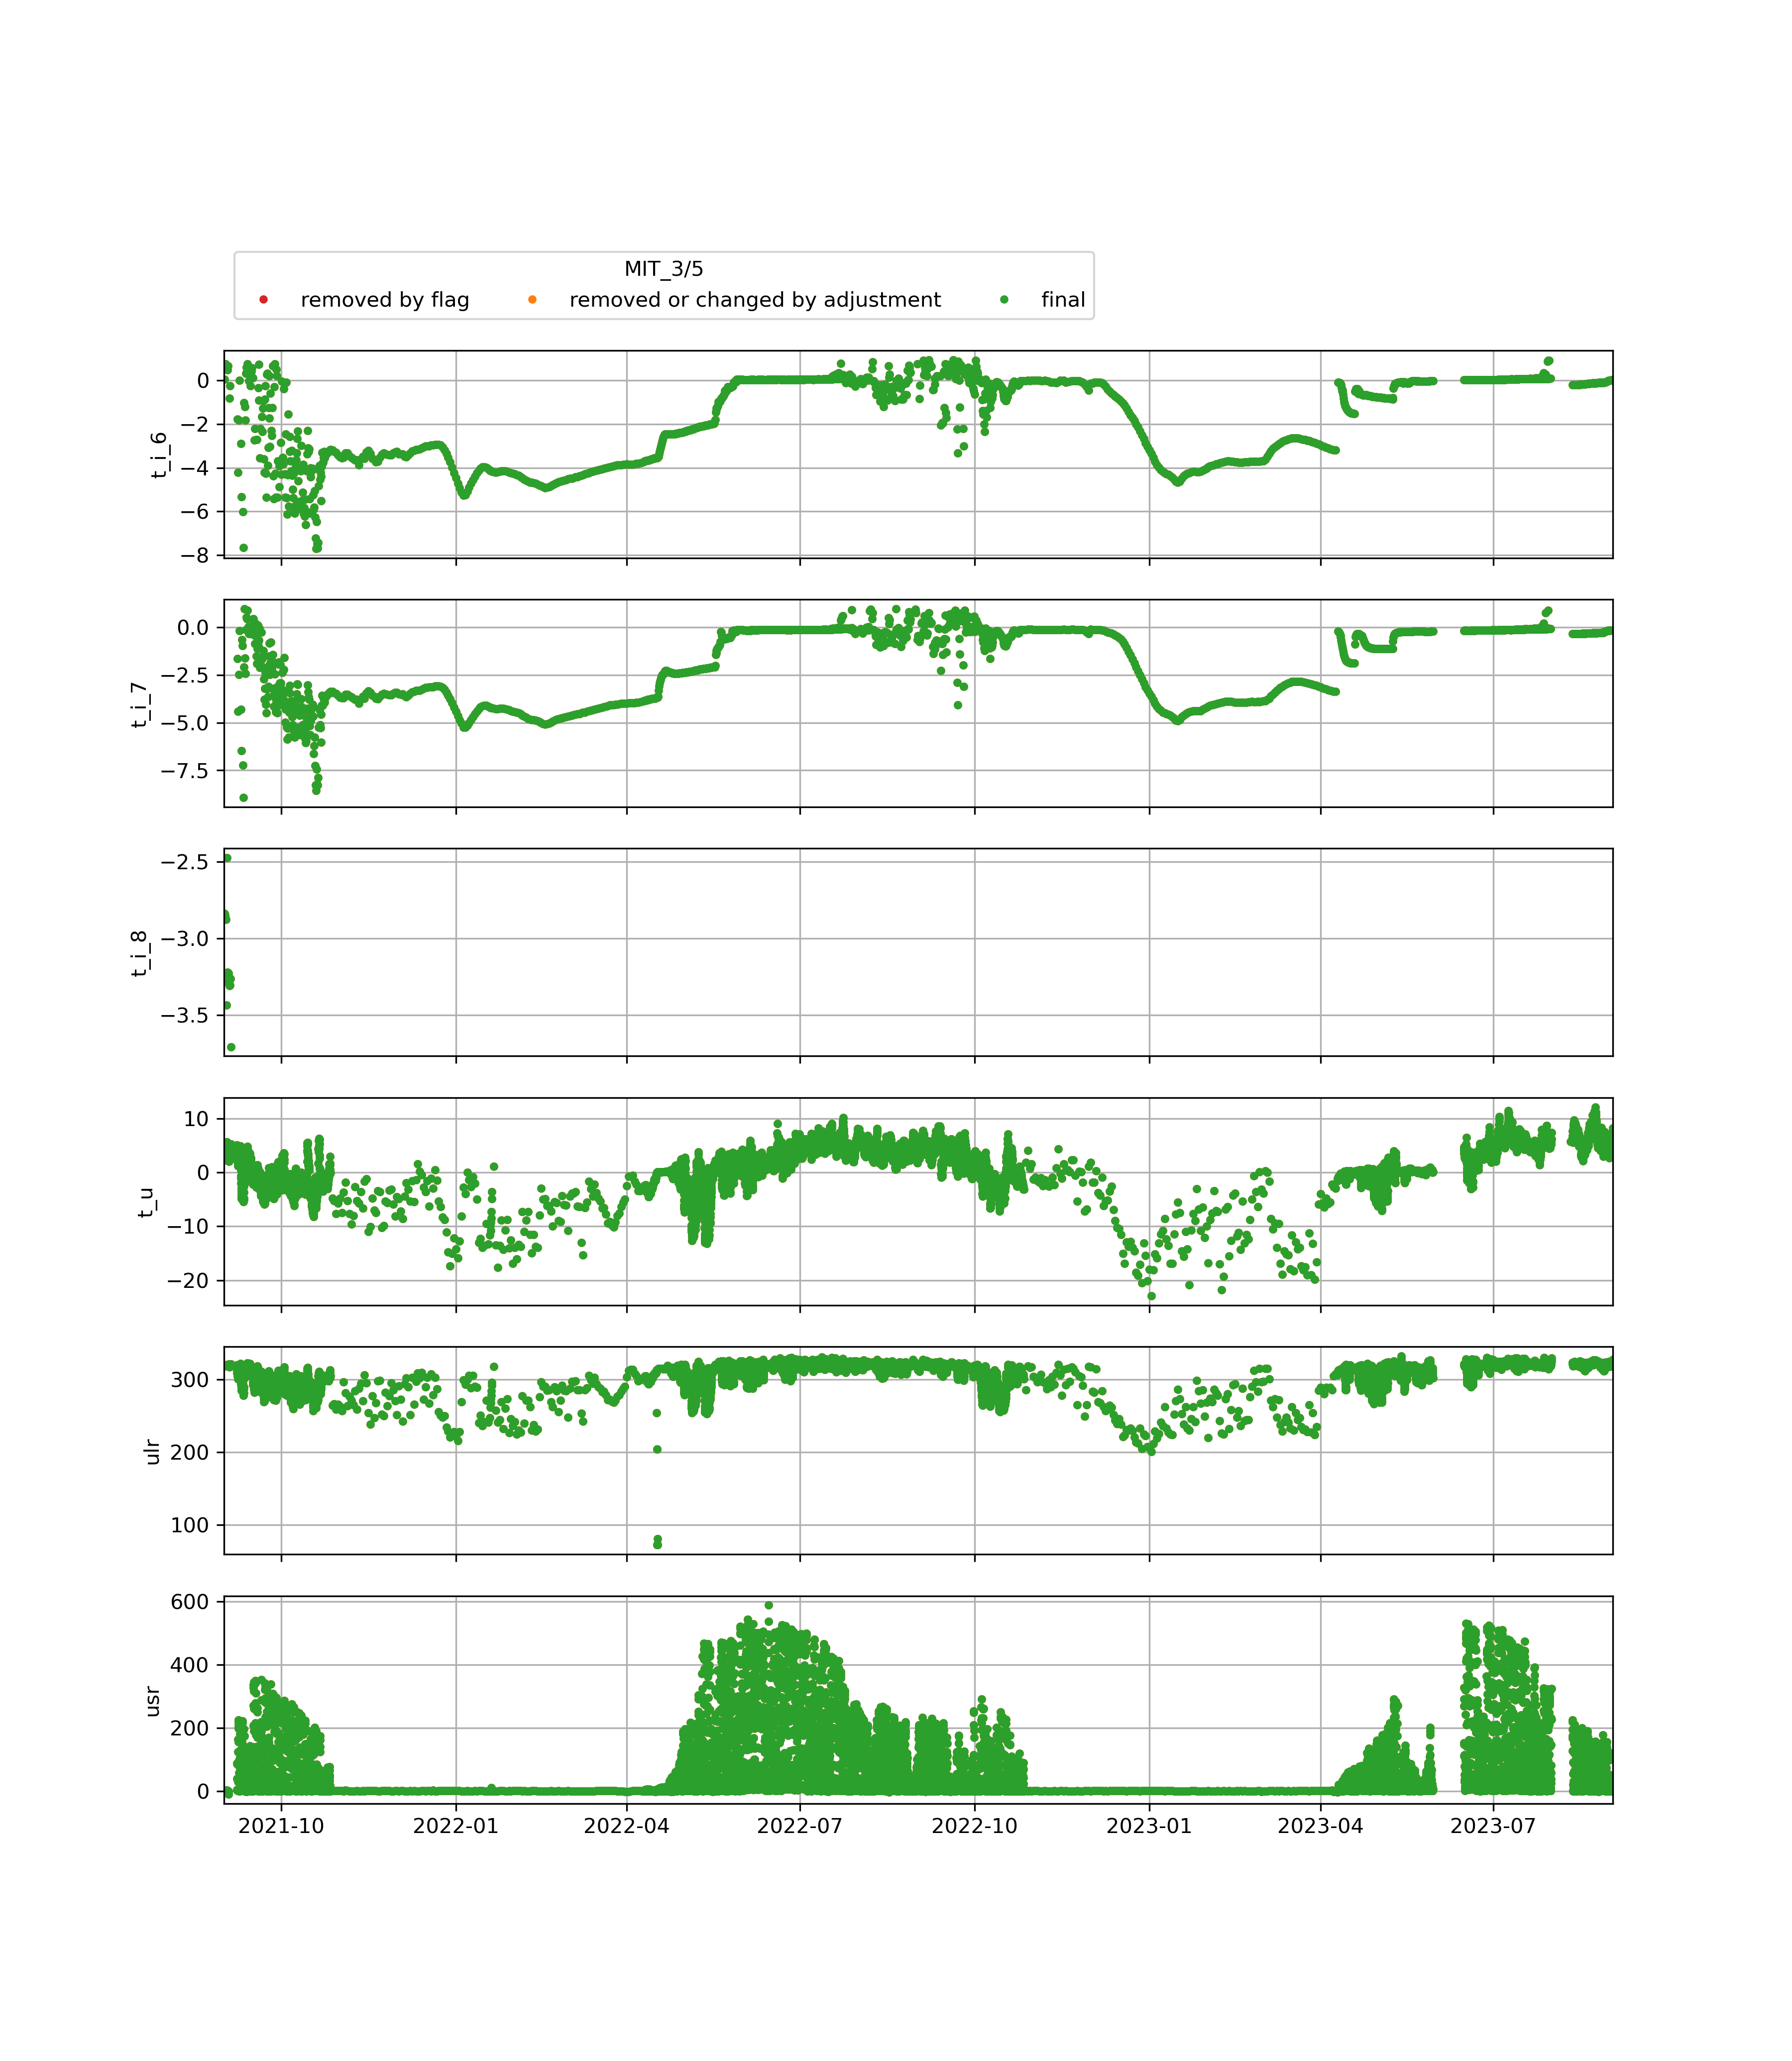 MIT_3/5
removed by flag removed or changed by adjustment final
0
−2
−4
−6
−8
t_i_6
0.0
−2.5
−5.0
−7.5
t_i_7
−2.5
−3.0
−3.5
t_i_8
10
0
−10
−20
t_u
300
200
100
ulr
600
400
200
0
usr
2021-10 2022-01 2022-04 2022-07 2022-10 2023-01 2023-04 2023-07